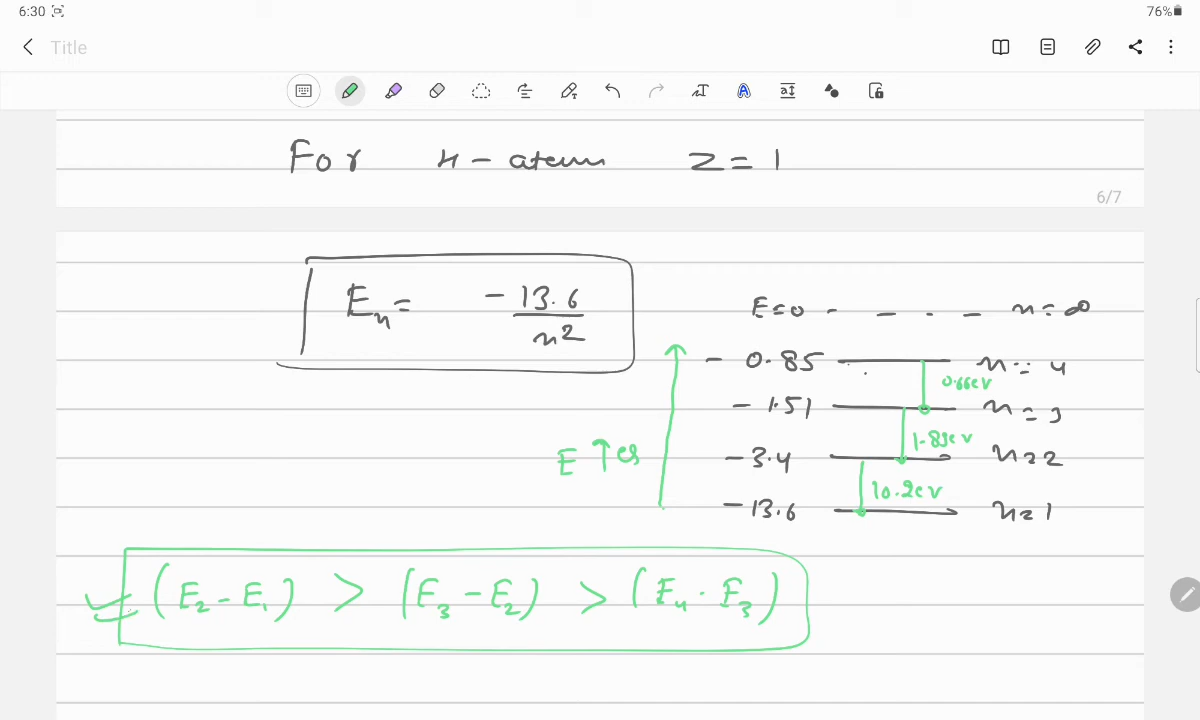 6:30
76%
Title
For H-atom Z=1
6/7
En = -13.6/n²
E=0 - - - - n=∞
-0.85 n=4
0.66eV
-1.51 n=3
1.89eV
-3.4 n=2
10.2eV
-13.6 n=1
E ↑es
(E₂-E₁) > (E₃-E₂) > (E₄-E₃)